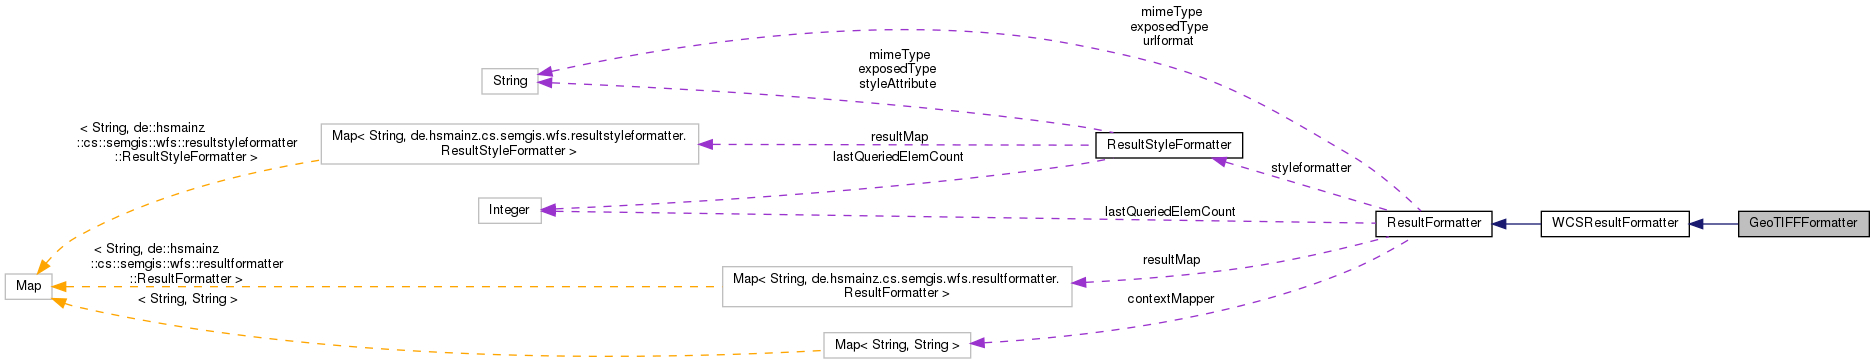 mimeType
exposedType
urlformat
mimeType
exposedType
styleAttribute
String
< String, de::hsmainz
::cs::semgis::wfs::resultstyleformatter
::ResultStyleFormatter >
Map< String, de.hsmainz.cs.semgis.wfs.resultstyleformatter.
ResultStyleFormatter >
resultMap
lastQueriedElemCount
ResultStyleFormatter
styleformatter
Integer
lastQueriedElemCount
ResultFormatter
WCSResultFormatter
GeoTIFFFormatter
< String, de::hsmainz
::cs::semgis::wfs::resultformatter
::ResultFormatter >
Map
< String, String >
Map< String, de.hsmainz.cs.semgis.wfs.resultformatter.
ResultFormatter >
resultMap
contextMapper
Map< String, String >